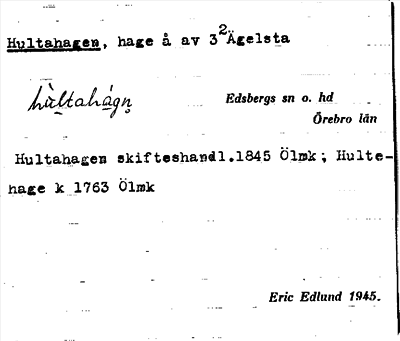 Hultahagen, hage å av 3²Ägelsta
hùltahágn̥
Edsbergs sn o. hd
Örebro län
Hultahagen skifteshandl.1845 Ölmk; Hulte-
hage k 1763 Ölmk
Eric Edlund 1945.